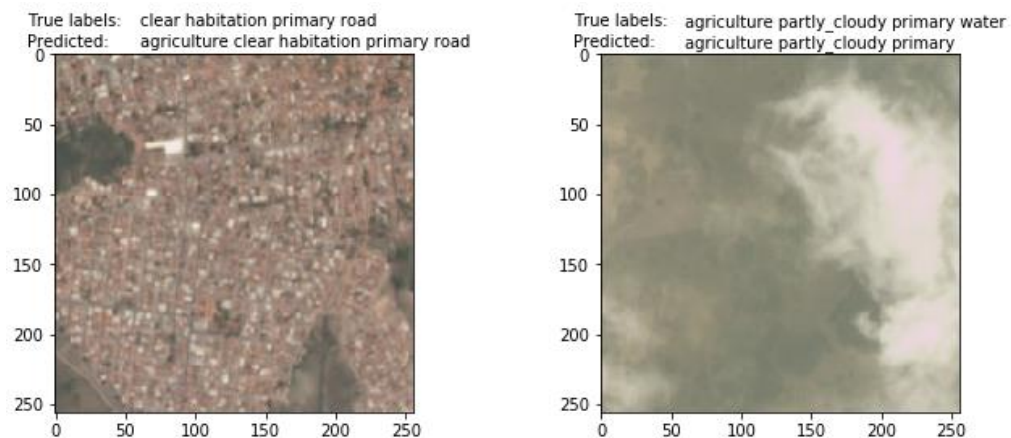 True labels: clear habitation primary road
Predicted: agriculture clear habitation primary road
0
50
100
150
200
250
0 50 100 150 200 250
True labels: agriculture partly_cloudy primary water
Predicted: agriculture partly_cloudy primary
0
50
100
150
200
250
0 50 100 150 200 250